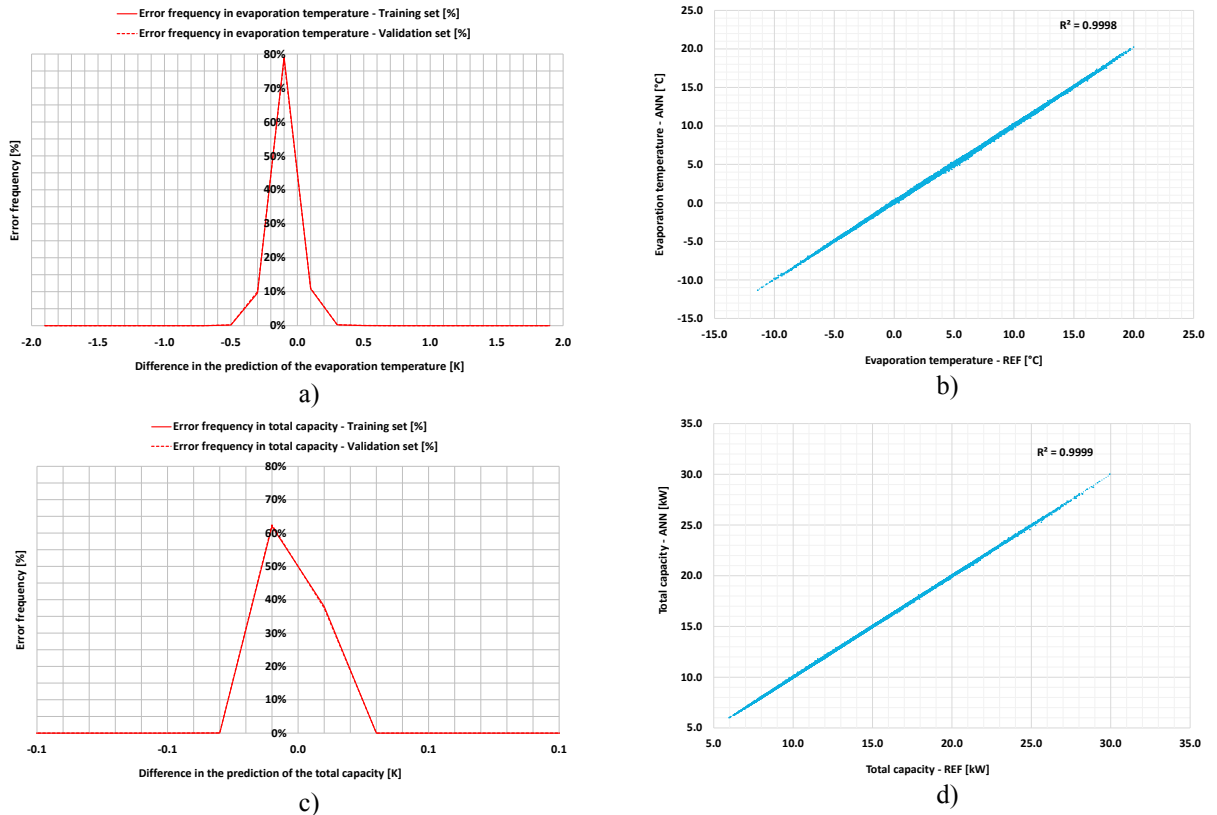 Error frequency in evaporation temperature - Training set [%]
Error frequency in evaporation temperature - Validation set [%]
80%
70%
60%
50%
40%
30%
20%
10%
0%
Error frequency [%]
-2.0 -1.5 -1.0 -0.5 0.0 0.5 1.0 1.5 2.0
Difference in the prediction of the evaporation temperature [K]
a)
25.0
20.0
15.0
10.0
5.0
0.0
-5.0
-10.0
-15.0
R² = 0.9998
Evaporation temperature - ANN [°C]
-15.0 -10.0 -5.0 0.0 5.0 10.0 15.0 20.0 25.0
Evaporation temperature - REF [°C]
b)
Error frequency in total capacity - Training set [%]
Error frequency in total capacity - Validation set [%]
80%
70%
60%
50%
40%
30%
20%
10%
0%
Error frequency [%]
-0.1 -0.1 0.0 0.1 0.1
Difference in the prediction of the total capacity [K]
c)
35.0
30.0
25.0
20.0
15.0
10.0
5.0
R² = 0.9999
Total capacity - ANN [kW]
5.0 10.0 15.0 20.0 25.0 30.0 35.0
Total capacity - REF [kW]
d)